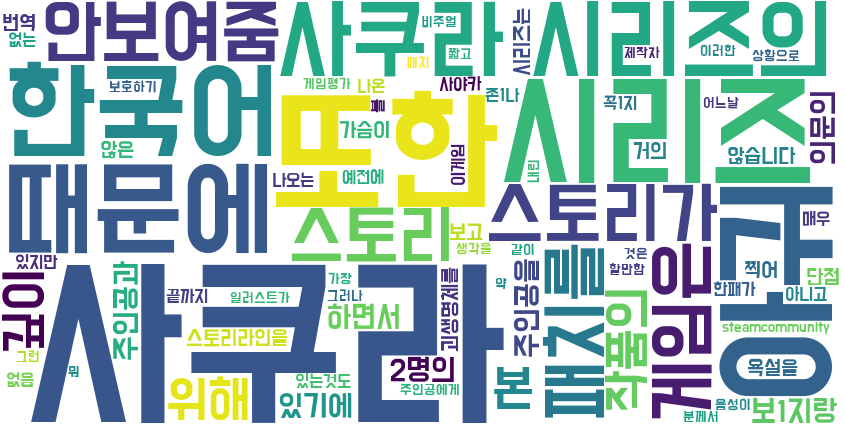 번역
없는
안보여줌
사쿠라
비주얼
짧고
패치
시리즈는
시리즈의
제작자
이러한
상황으로
한국어
보호하기
게임평가
나온
사야카
또한
를
가슴이
이게임
존1나
꼭1지
어느날
이문의
시리즈
않은
거의
않습니다
때문에
나오는
예전에
내린
스토리
보고
생각을
스토리가
같이
것은
할만함
매우
있지만
깊이
주인공과
끝까지
일러스트가
가장
그러나
괴생명체를
약
주인공을
패치를
작품인
게임은
한패가
찍어
아니고
단점
steamcommunity
사쿠라
그런
없음
뭐
스토리라인을
하면서
위해
있는것도
있기에
2명인
주인공에게
본
욕설을
보1지랑
음성이
분께서